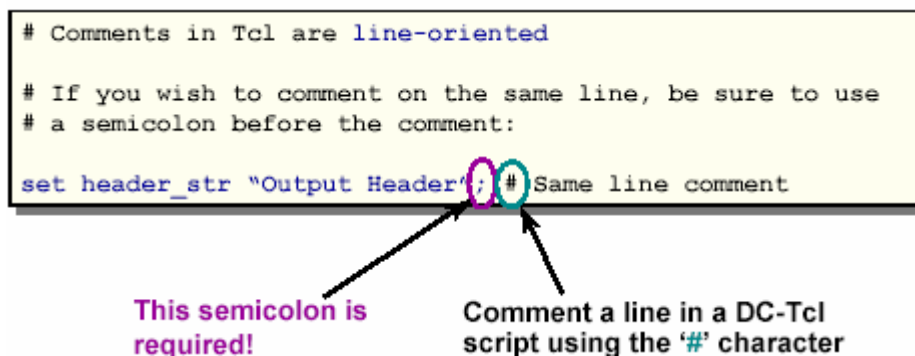 # Comments in Tcl are line-oriented
# If you wish to comment on the same line, be sure to use
# a semicolon before the comment:
set header_str “Output Header”; # Same line comment
This semicolon is
required!
Comment a line in a DC-Tcl
script using the ‘#’ character